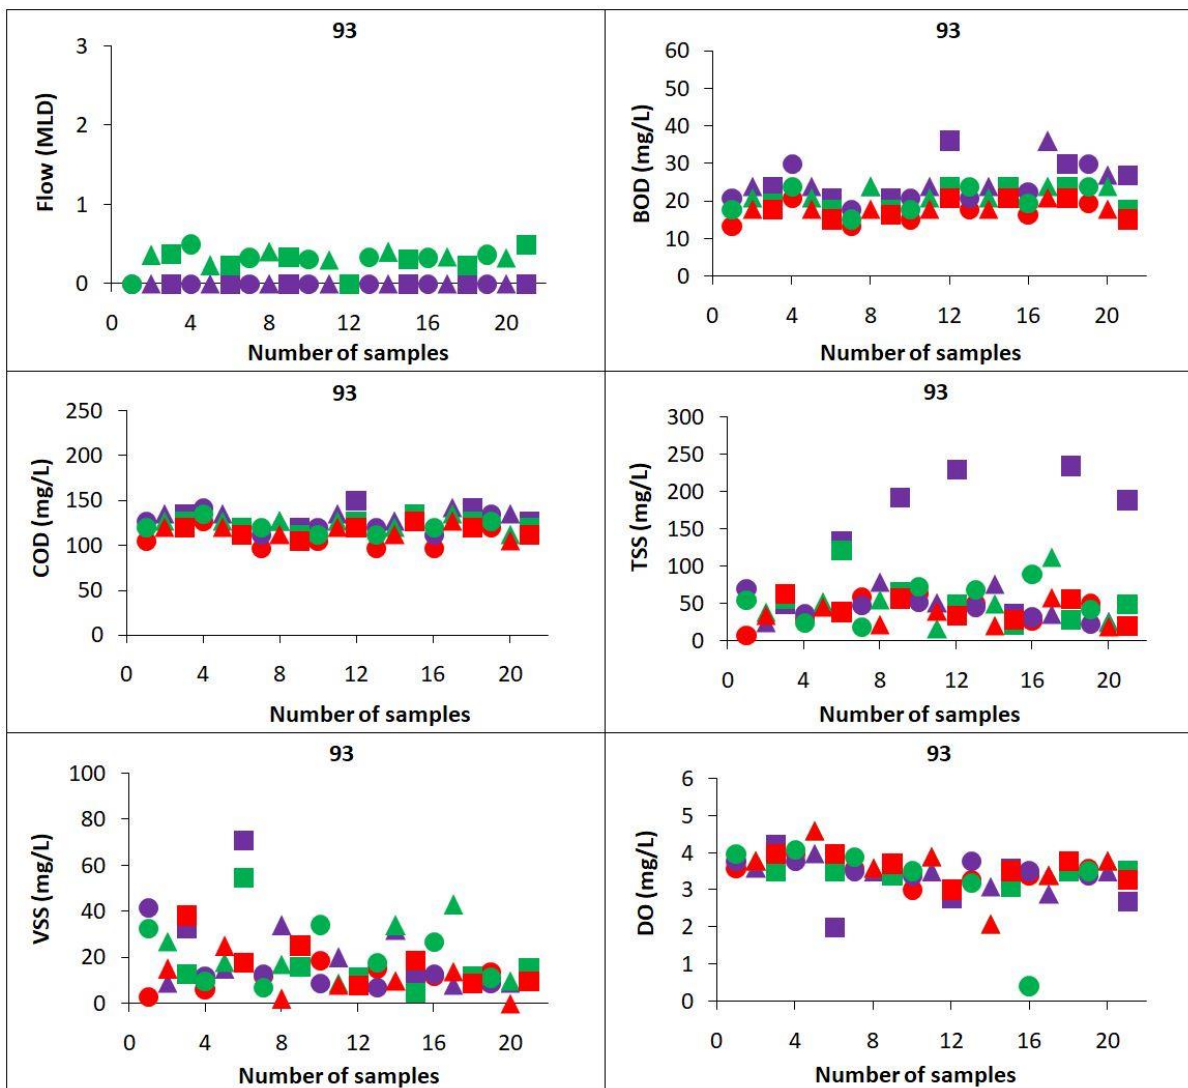 93
Flow (MLD)
3
2
1
0
0 4 8 12 16 20
Number of samples
93
BOD (mg/L)
60
50
40
30
20
10
0
0 4 8 12 16 20
Number of samples
93
COD (mg/L)
250
200
150
100
50
0
0 4 8 12 16 20
Number of samples
93
TSS (mg/L)
300
250
200
150
100
50
0
0 4 8 12 16 20
Number of samples
93
VSS (mg/L)
100
80
60
40
20
0
0 4 8 12 16 20
Number of samples
93
DO (mg/L)
6
5
4
3
2
1
0
0 4 8 12 16 20
Number of samples